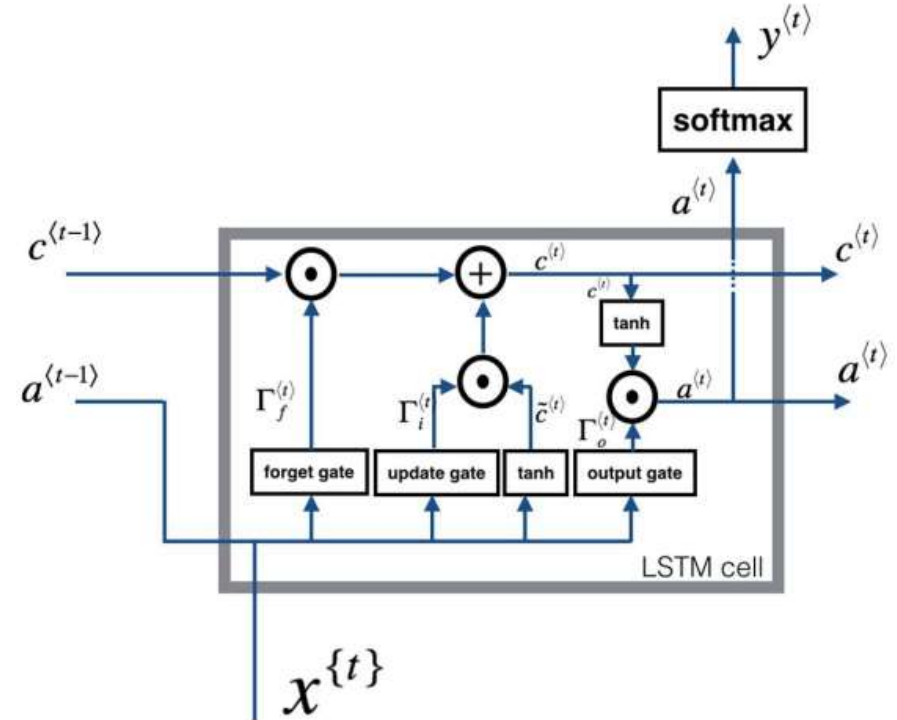 y⟨t⟩
softmax
a⟨t⟩
c⟨t−1⟩
c⟨t⟩
c⟨t⟩
c⟨t⟩
tanh
a⟨t−1⟩
a⟨t⟩
a⟨t⟩
Γf⟨t⟩
Γi⟨t
c̃⟨t⟩
Γo⟨t⟩
forget gate
update gate
tanh
output gate
LSTM cell
x{t}